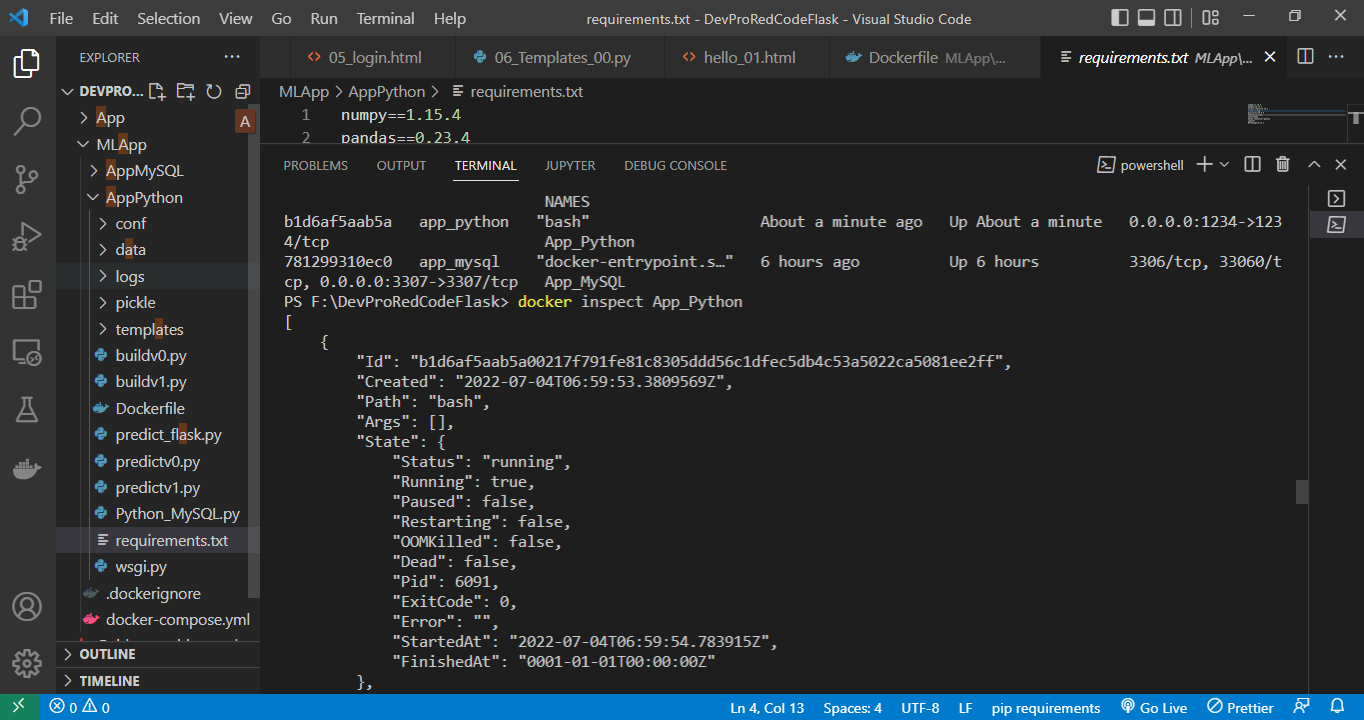 File Edit Selection View Go Run Terminal Help requirements.txt - DevProRedCodeFlask - Visual Studio Code
EXPLORER
05_login.html 06_Templates_00.py hello_01.html Dockerfile MLApp\... requirements.txt MLApp\...
DEVPRO...
MLApp > AppPython > requirements.txt
App A
MLApp
AppMySQL
AppPython
conf
data
logs
pickle
templates
buildv0.py
buildv1.py
Dockerfile
predict_flask.py
predictv0.py
predictv1.py
Python_MySQL.py
requirements.txt
wsgi.py
.dockerignore
docker-compose.yml
OUTLINE
TIMELINE
1 numpy==1.15.4
2 pandas==0.23.4
PROBLEMS OUTPUT TERMINAL JUPYTER DEBUG CONSOLE powershell
NAMES
b1d6af5aab5a app_python "bash" About a minute ago Up About a minute 0.0.0.0:1234->123
4/tcp App_Python
781299310ec0 app_mysql "docker-entrypoint.s…" 6 hours ago Up 6 hours 3306/tcp, 33060/t
cp, 0.0.0.0:3307->3307/tcp App_MySQL
PS F:\DevProRedCodeFlask> docker inspect App_Python
[
{
"Id": "b1d6af5aab5a00217f791fe81c8305ddd56c1dfec5db4c53a5022ca5081ee2ff",
"Created": "2022-07-04T06:59:53.3809569Z",
"Path": "bash",
"Args": [],
"State": {
"Status": "running",
"Running": true,
"Paused": false,
"Restarting": false,
"OOMKilled": false,
"Dead": false,
"Pid": 6091,
"ExitCode": 0,
"Error": "",
"StartedAt": "2022-07-04T06:59:54.783915Z",
"FinishedAt": "0001-01-01T00:00:00Z"
},
0 0 Ln 4, Col 13 Spaces: 4 UTF-8 LF pip requirements Go Live Prettier